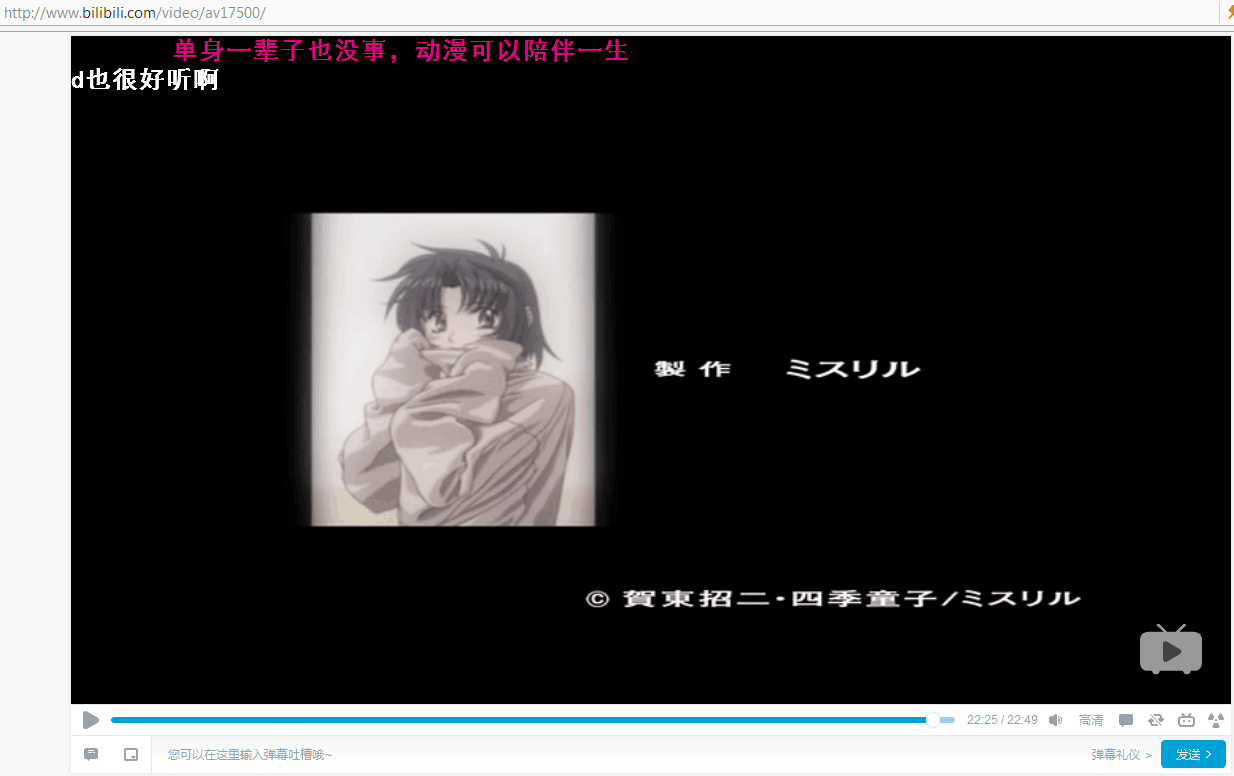 http://www.bilibili.com/video/av17500/
单身一辈子也没事，动漫可以陪伴一生
d也很好听啊
製作 ミスリル
© 賀東招二・四季童子/ミスリル
22:25 / 22:49 高清
您可以在这里输入弹幕吐槽哦~ 弹幕礼仪 > 发送 >